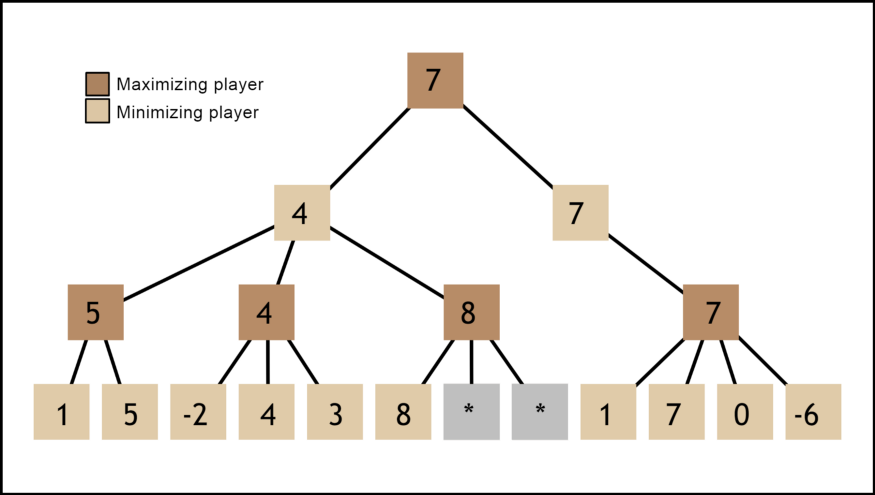 7
Maximizing player
Minimizing player
4 7
5 4 8 7
1 5 -2 4 3 8 * * 1 7 0 -6